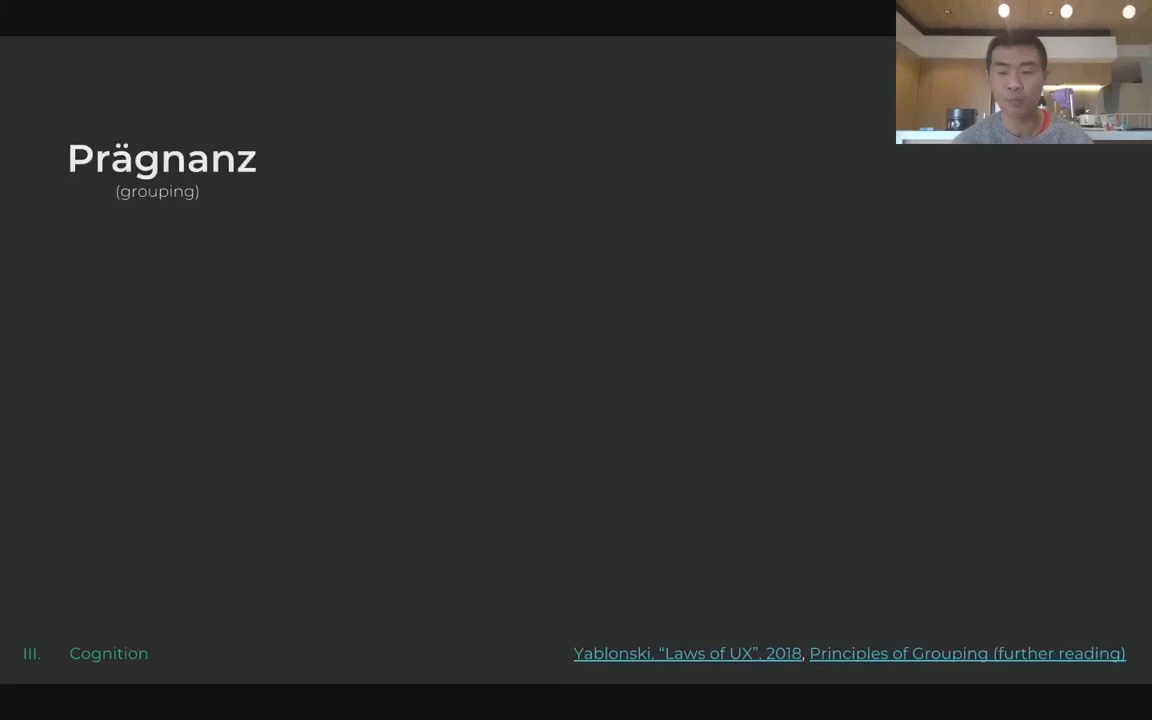 Prägnanz
(grouping)
III. Cognition
Yablonski. “Laws of UX”. 2018, Principles of Grouping (further reading)